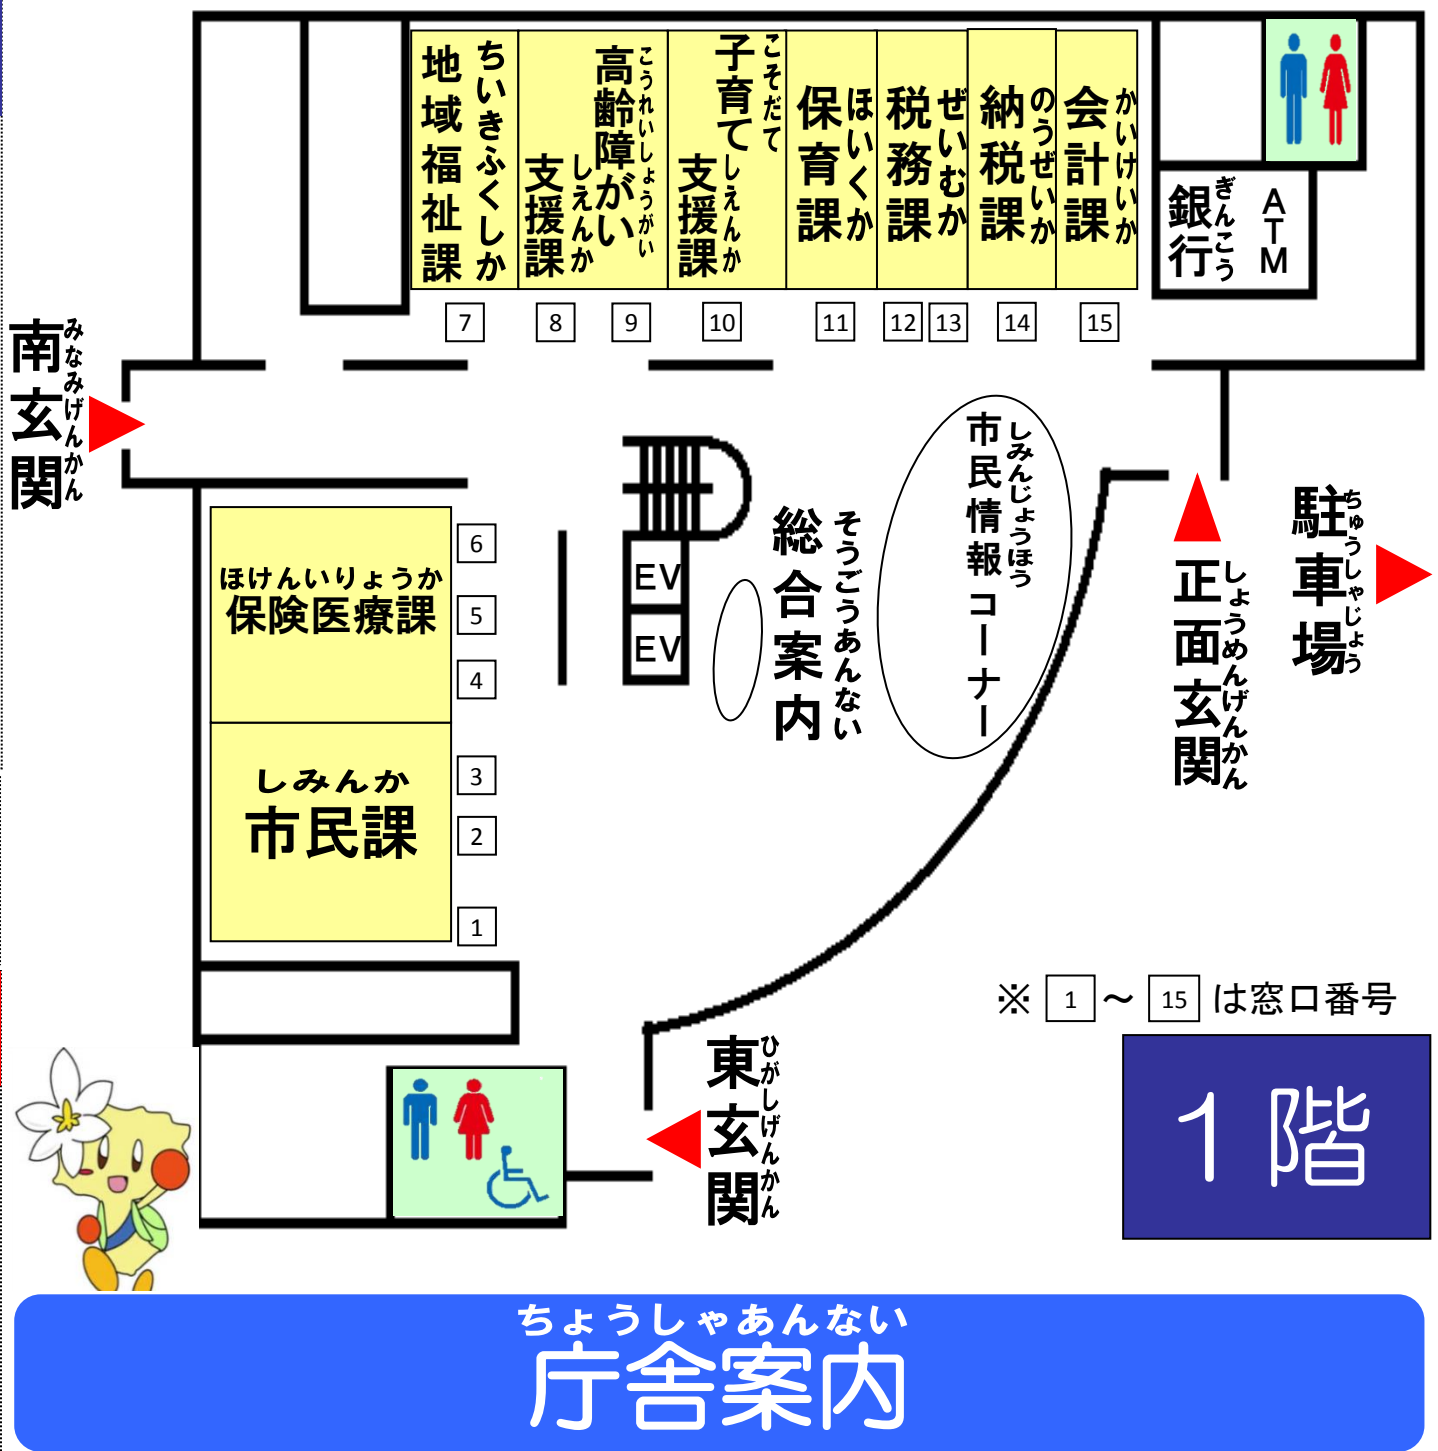 ちいきふくしか
地域福祉課
こうれいしょうがい
高齢障がい
しえんか
支援課
こそだて
子育て
しえんか
支援課
ほいくか
保育課
ぜいむか
税務課
のうぜいか
納税課
かいけいか
会計課
ぎんこう
銀行
ATM
7
8
9
10
11
12
13
14
15
みなみげんかん
南玄関
しみんじょうほう
市民情報コーナー
そうごうあんない
総合案内
EV
EV
ちゅうしゃじょう
駐車場
しょうめんげんかん
正面玄関
ほけんいりょうか
保険医療課
6
5
4
しみんか
市民課
3
2
1
※ 1 ～ 15 は窓口番号
ひがしげんかん
東玄関
1階
ちょうしゃあんない
庁舎案内